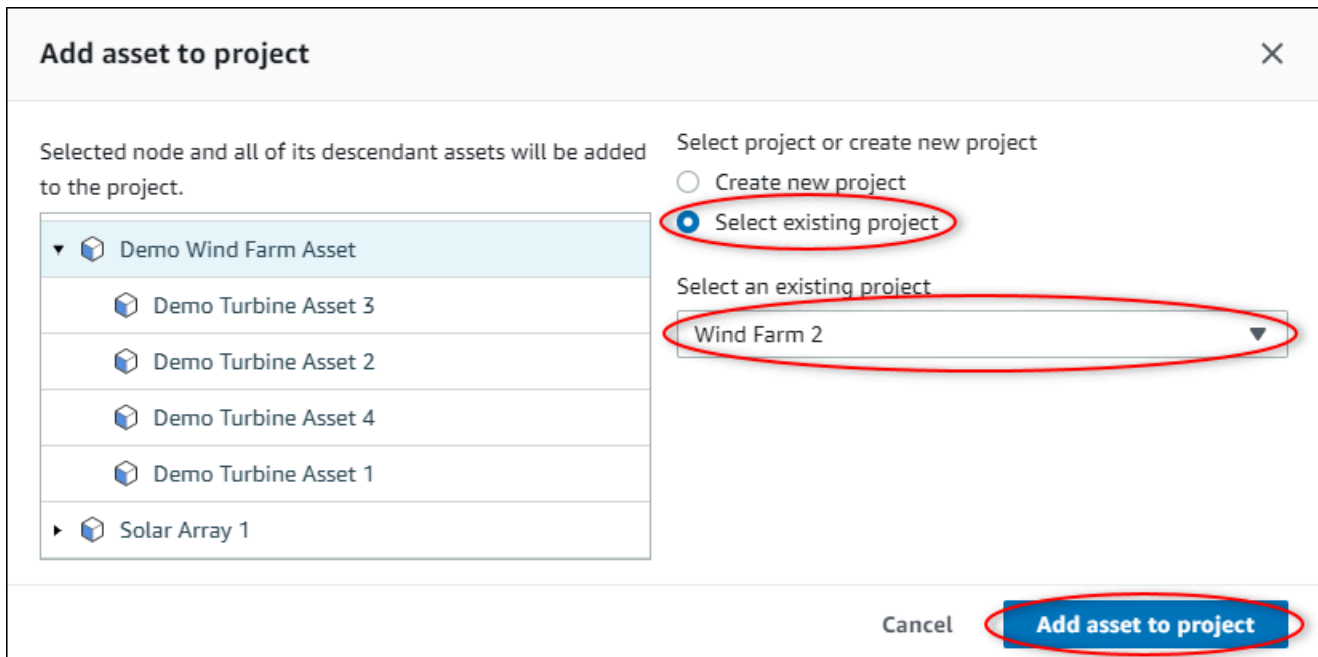 Add asset to project
Selected node and all of its descendant assets will be added
to the project.
Demo Wind Farm Asset
Demo Turbine Asset 3
Demo Turbine Asset 2
Demo Turbine Asset 4
Demo Turbine Asset 1
Solar Array 1
Select project or create new project
Create new project
Select existing project
Select an existing project
Wind Farm 2
Cancel
Add asset to project